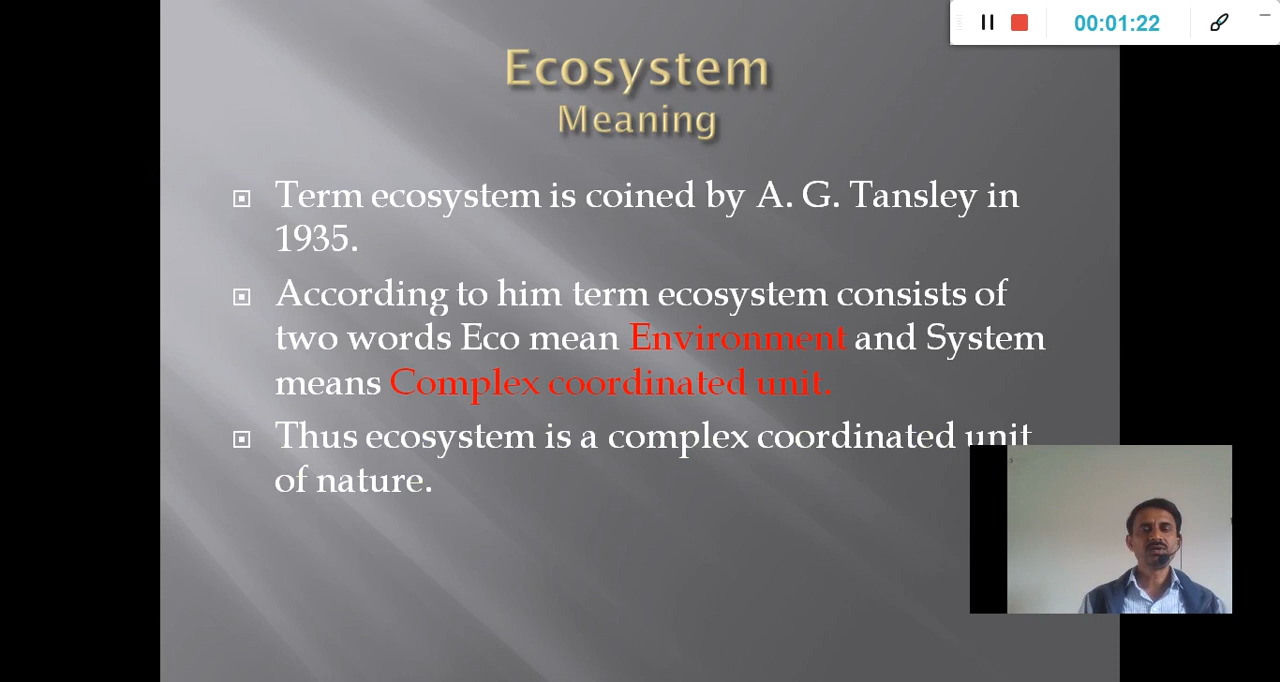 00:01:22
Ecosystem
Meaning
Term ecosystem is coined by A. G. Tansley in
1935.
According to him term ecosystem consists of
two words Eco mean Environment and System
means Complex coordinated unit.
Thus ecosystem is a complex coordinated unit
of nature.